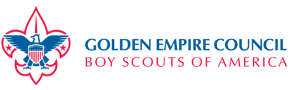 GOLDEN EMPIRE COUNCIL
BOY SCOUTS OF AMERICA